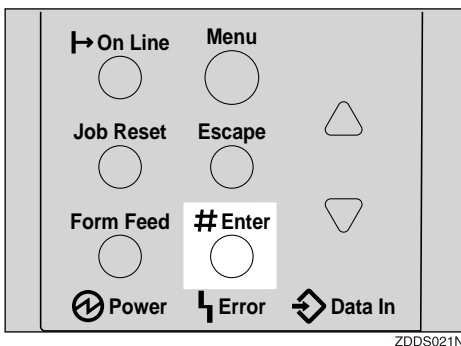 On Line Menu
Job Reset Escape
Form Feed # Enter
Power Error Data In
ZDDS021N